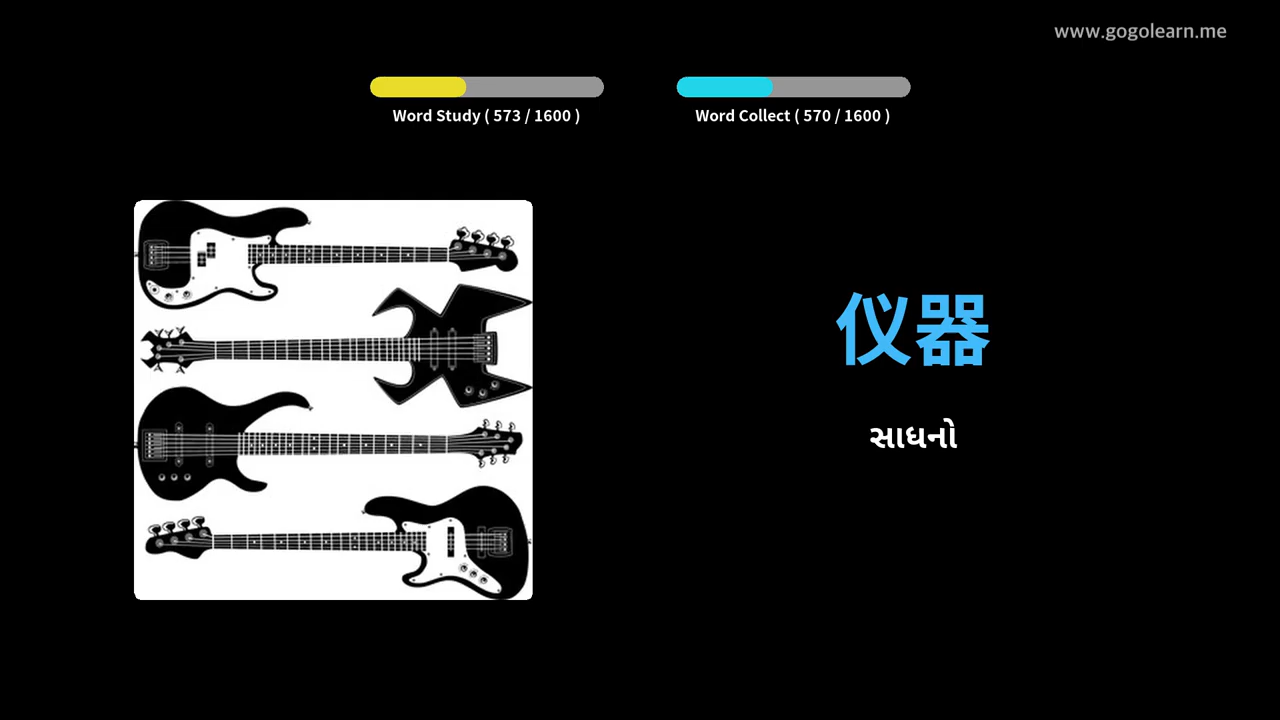 www.gogolearn.me
Word Study ( 573 / 1600 )
Word Collect ( 570 / 1600 )
仪器
સાધનો